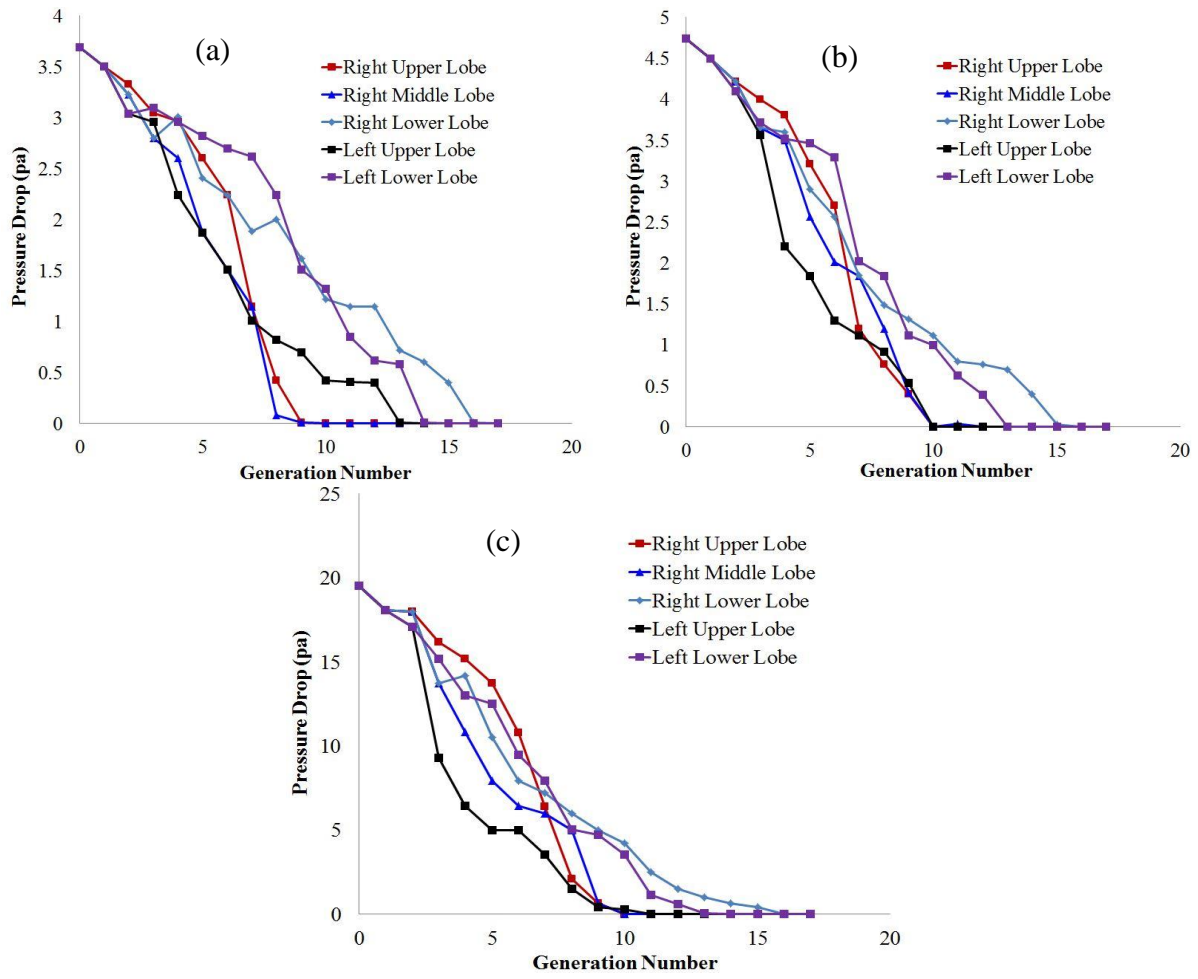 (a)
Pressure Drop (pa)
4
3.5
3
2.5
2
1.5
1
0.5
0
Right Upper Lobe
Right Middle Lobe
Right Lower Lobe
Left Upper Lobe
Left Lower Lobe
0 5 10 15 20
Generation Number
(b)
Pressure Drop (pa)
5
4.5
4
3.5
3
2.5
2
1.5
1
0.5
0
Right Upper Lobe
Right Middle Lobe
Right Lower Lobe
Left Upper Lobe
Left Lower Lobe
0 5 10 15 20
Generation Number
(c)
Pressure Drop (pa)
25
20
15
10
5
0
Right Upper Lobe
Right Middle Lobe
Right Lower Lobe
Left Upper Lobe
Left Lower Lobe
0 5 10 15 20
Generation Number